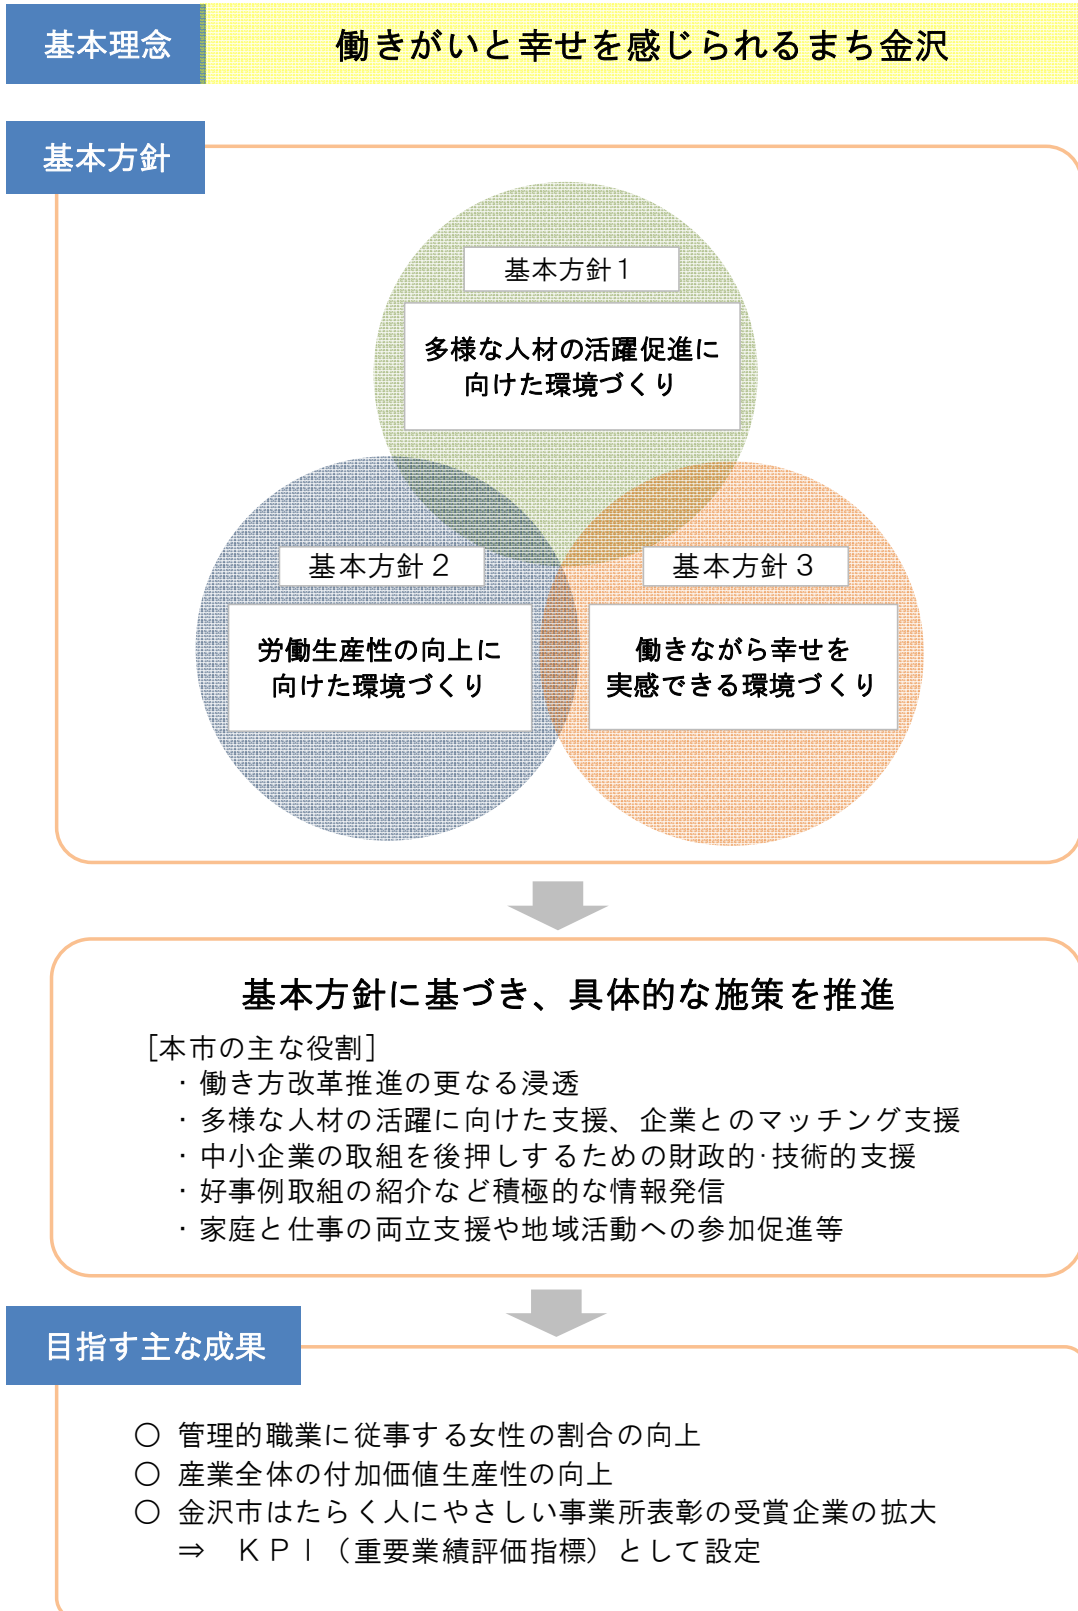 基本理念
働きがいと幸せを感じられるまち金沢
基本方針
基本方針１
多様な人材の活躍促進に
向けた環境づくり
基本方針２
労働生産性の向上に
向けた環境づくり
基本方針３
働きながら幸せを
実感できる環境づくり
基本方針に基づき、具体的な施策を推進
［本市の主な役割］
・働き方改革推進の更なる浸透
・多様な人材の活躍に向けた支援、企業とのマッチング支援
・中小企業の取組を後押しするための財政的･技術的支援
・好事例取組の紹介など積極的な情報発信
・家庭と仕事の両立支援や地域活動への参加促進等
目指す主な成果
○ 管理的職業に従事する女性の割合の向上
○ 産業全体の付加価値生産性の向上
○ 金沢市はたらく人にやさしい事業所表彰の受賞企業の拡大
⇒　ＫＰＩ（重要業績評価指標）として設定